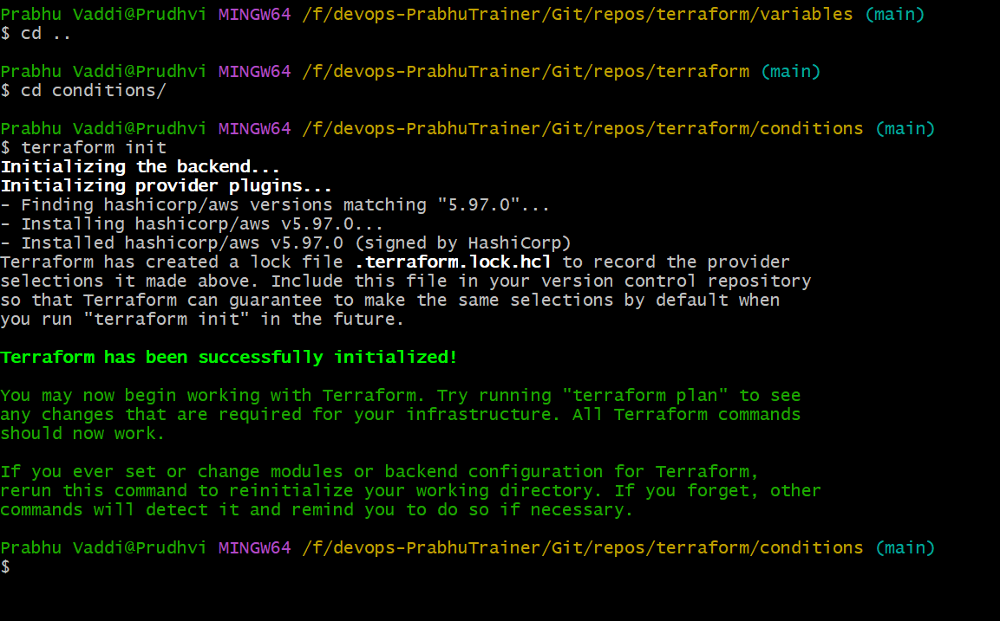 Prabhu Vaddi@Prudhvi MINGW64 /f/devops-PrabhuTrainer/Git/repos/terraform/variables (main)
$ cd ..
Prabhu Vaddi@Prudhvi MINGW64 /f/devops-PrabhuTrainer/Git/repos/terraform (main)
$ cd conditions/
Prabhu Vaddi@Prudhvi MINGW64 /f/devops-PrabhuTrainer/Git/repos/terraform/conditions (main)
$ terraform init
Initializing the backend...
Initializing provider plugins...
- Finding hashicorp/aws versions matching "5.97.0"...
- Installing hashicorp/aws v5.97.0...
- Installed hashicorp/aws v5.97.0 (signed by HashiCorp)
Terraform has created a lock file .terraform.lock.hcl to record the provider
selections it made above. Include this file in your version control repository
so that Terraform can guarantee to make the same selections by default when
you run "terraform init" in the future.
Terraform has been successfully initialized!
You may now begin working with Terraform. Try running "terraform plan" to see
any changes that are required for your infrastructure. All Terraform commands
should now work.
If you ever set or change modules or backend configuration for Terraform,
rerun this command to reinitialize your working directory. If you forget, other
commands will detect it and remind you to do so if necessary.
Prabhu Vaddi@Prudhvi MINGW64 /f/devops-PrabhuTrainer/Git/repos/terraform/conditions (main)
$